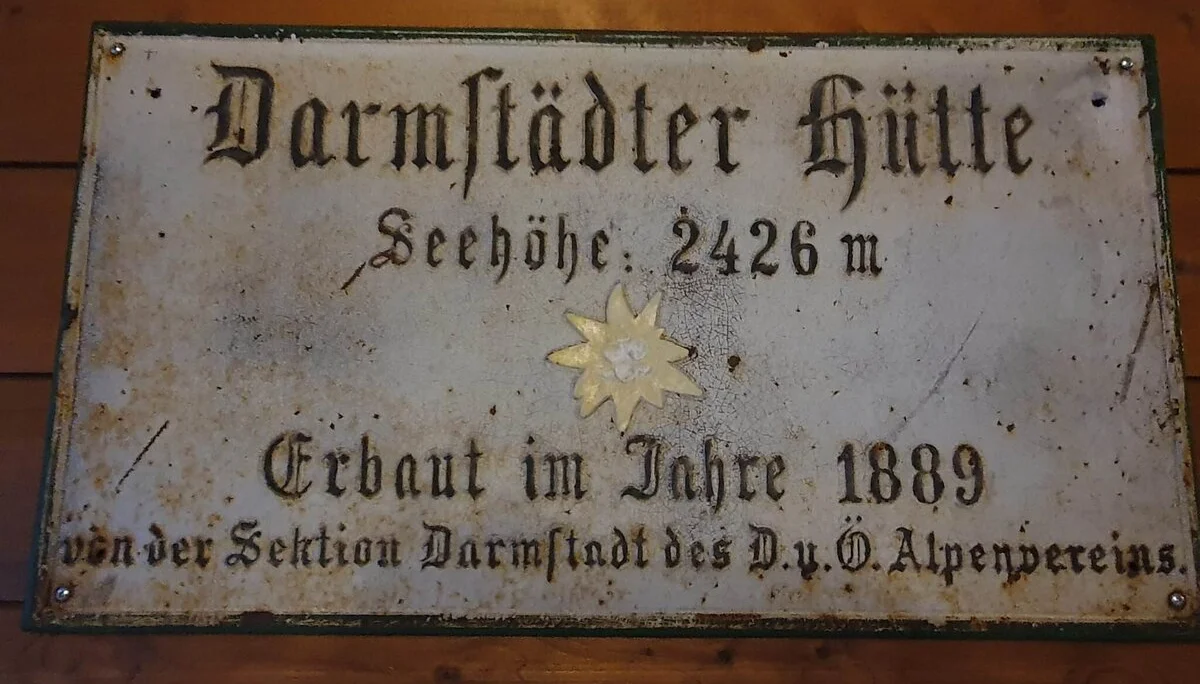 Darmſtädter Hütte
Seehöhe: 2426 m
Erbaut im Jahre 1889
von der Sektion Darmſtadt des D.u.Ö. Alpenvereins.